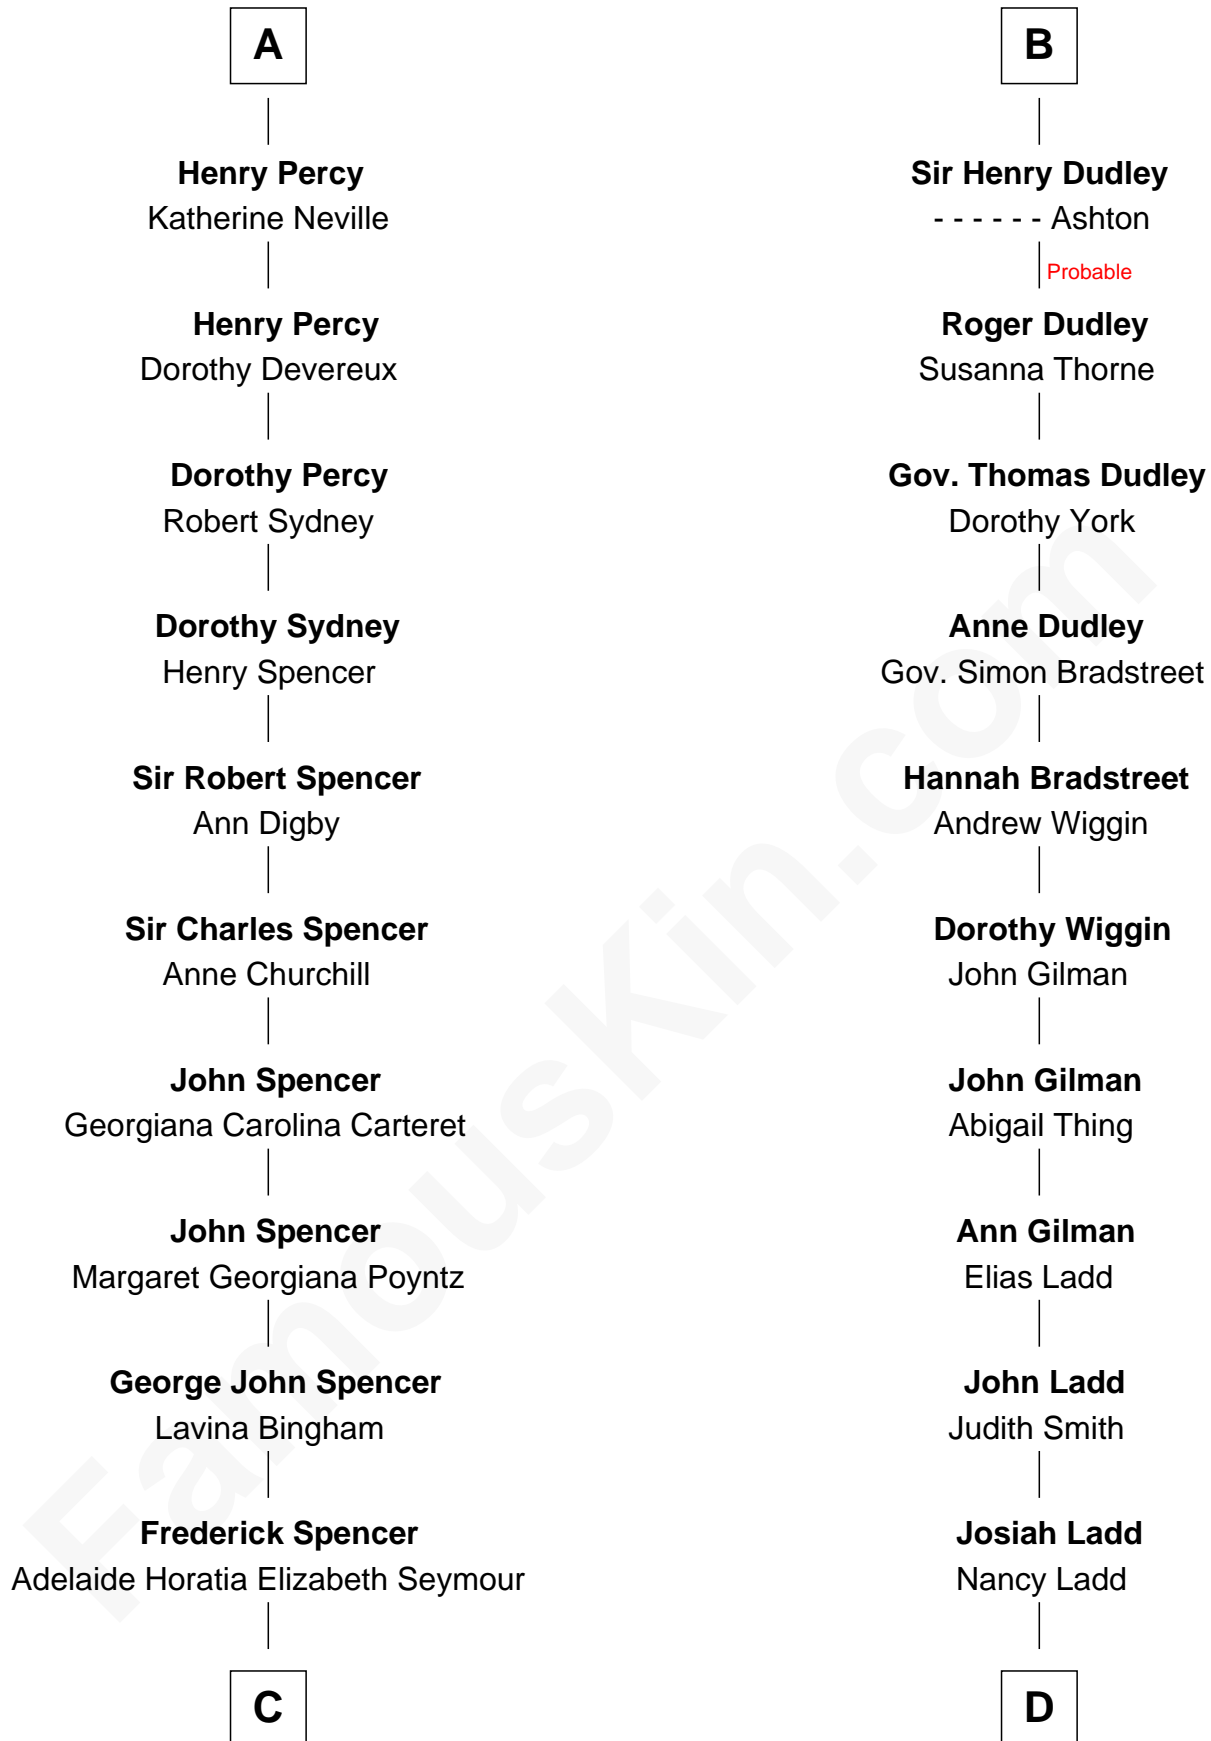 A
Henry Percy
Katherine Neville
Henry Percy
Dorothy Devereux
Dorothy Percy
Robert Sydney
Dorothy Sydney
Henry Spencer
Sir Robert Spencer
Ann Digby
Sir Charles Spencer
Anne Churchill
John Spencer
Georgiana Carolina Carteret
John Spencer
Margaret Georgiana Poyntz
George John Spencer
Lavina Bingham
Frederick Spencer
Adelaide Horatia Elizabeth Seymour
C
B
Sir Henry Dudley
- - - - - - Ashton
Probable
Roger Dudley
Susanna Thorne
Gov. Thomas Dudley
Dorothy York
Anne Dudley
Gov. Simon Bradstreet
Hannah Bradstreet
Andrew Wiggin
Dorothy Wiggin
John Gilman
John Gilman
Abigail Thing
Ann Gilman
Elias Ladd
John Ladd
Judith Smith
Josiah Ladd
Nancy Ladd
D
FamousKin.com